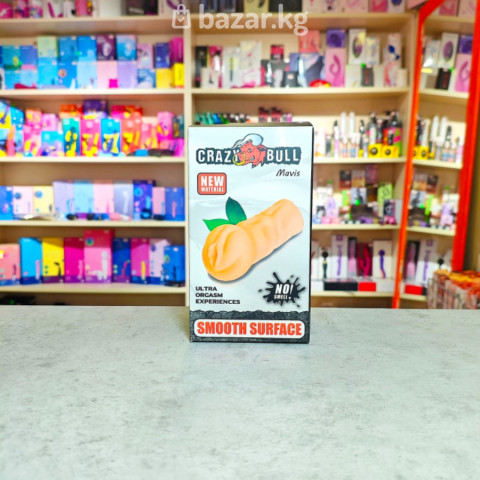 bazar.kg
CRAZY BULL
Mavis
NEW
MATERIAL
ULTRA
ORGASM
EXPERIENCES
NO!
SMELL
SMOOTH SURFACE